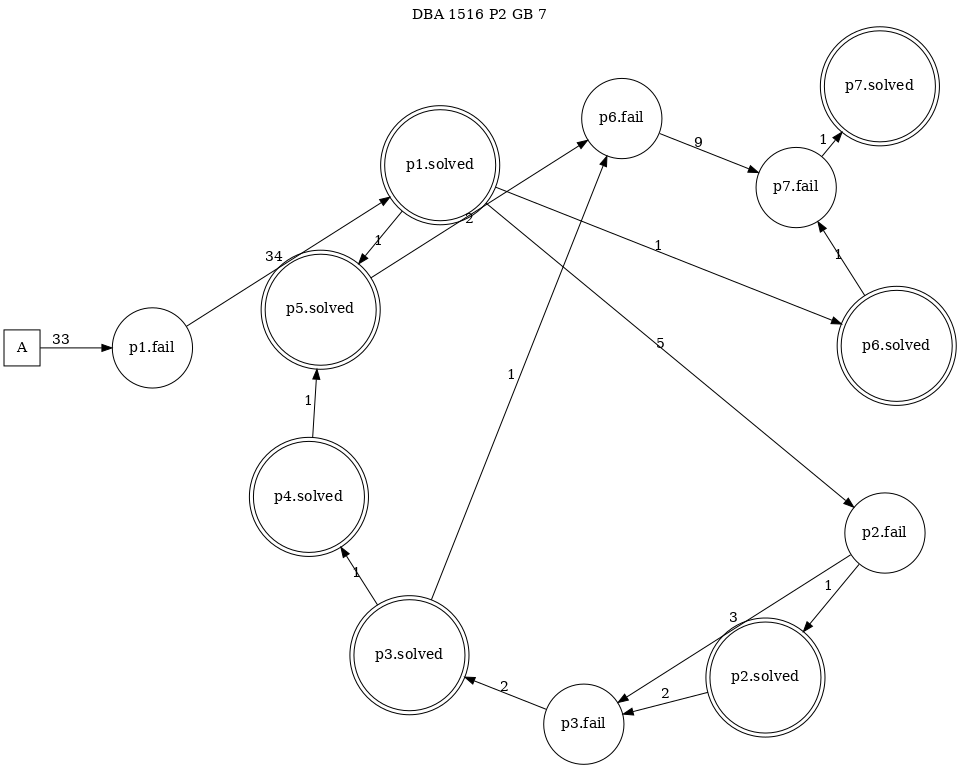 DBA 1516 P2 GB 7
p7.solved
p6.fail
9
1
p1.solved
p7.fail
1
2
1
1
34
p5.solved
A
33
p1.fail
5
p6.solved
1
1
p4.solved
p2.fail
1
1
3
p3.solved
2
2
p2.solved
p3.fail